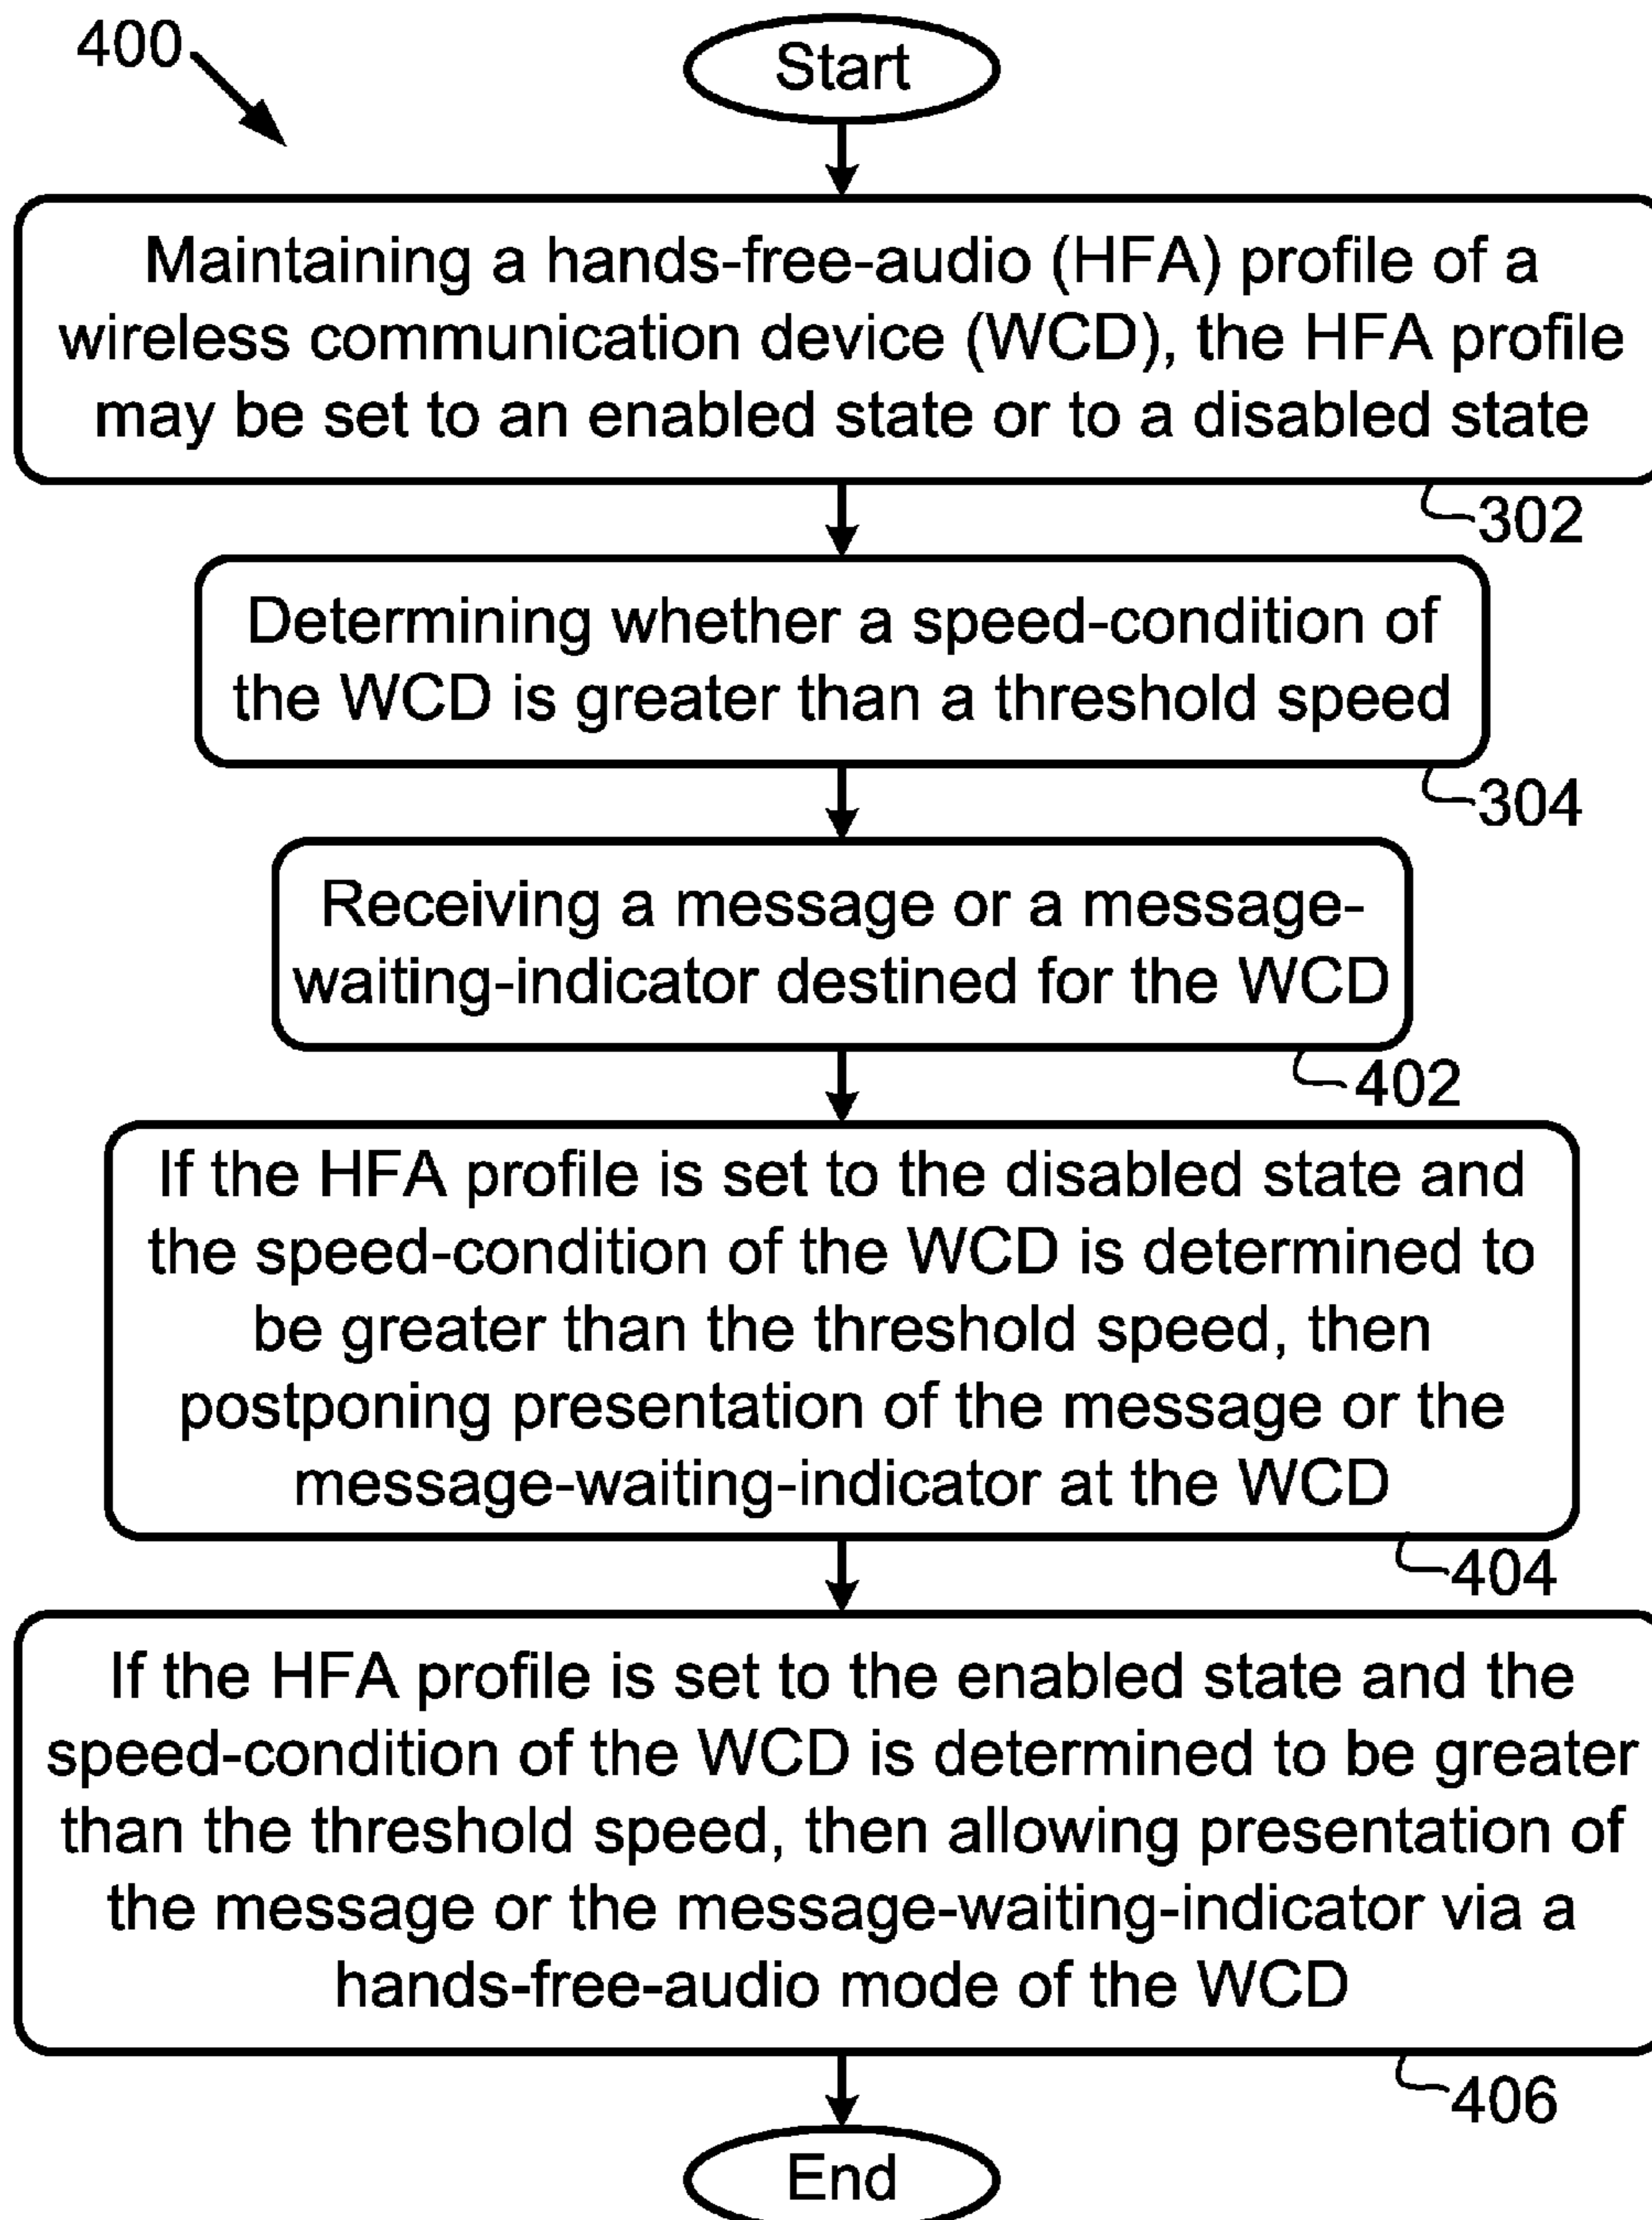 400
Start
Maintaining a hands-free-audio (HFA) profile of a
wireless communication device (WCD), the HFA profile
may be set to an enabled state or to a disabled state
302
Determining whether a speed-condition of
the WCD is greater than a threshold speed
304
Receiving a message or a message-
waiting-indicator destined for the WCD
402
If the HFA profile is set to the disabled state and
the speed-condition of the WCD is determined to
be greater than the threshold speed, then
postponing presentation of the message or the
message-waiting-indicator at the WCD
404
If the HFA profile is set to the enabled state and the
speed-condition of the WCD is determined to be greater
than the threshold speed, then allowing presentation of
the message or the message-waiting-indicator via a
hands-free-audio mode of the WCD
406
End